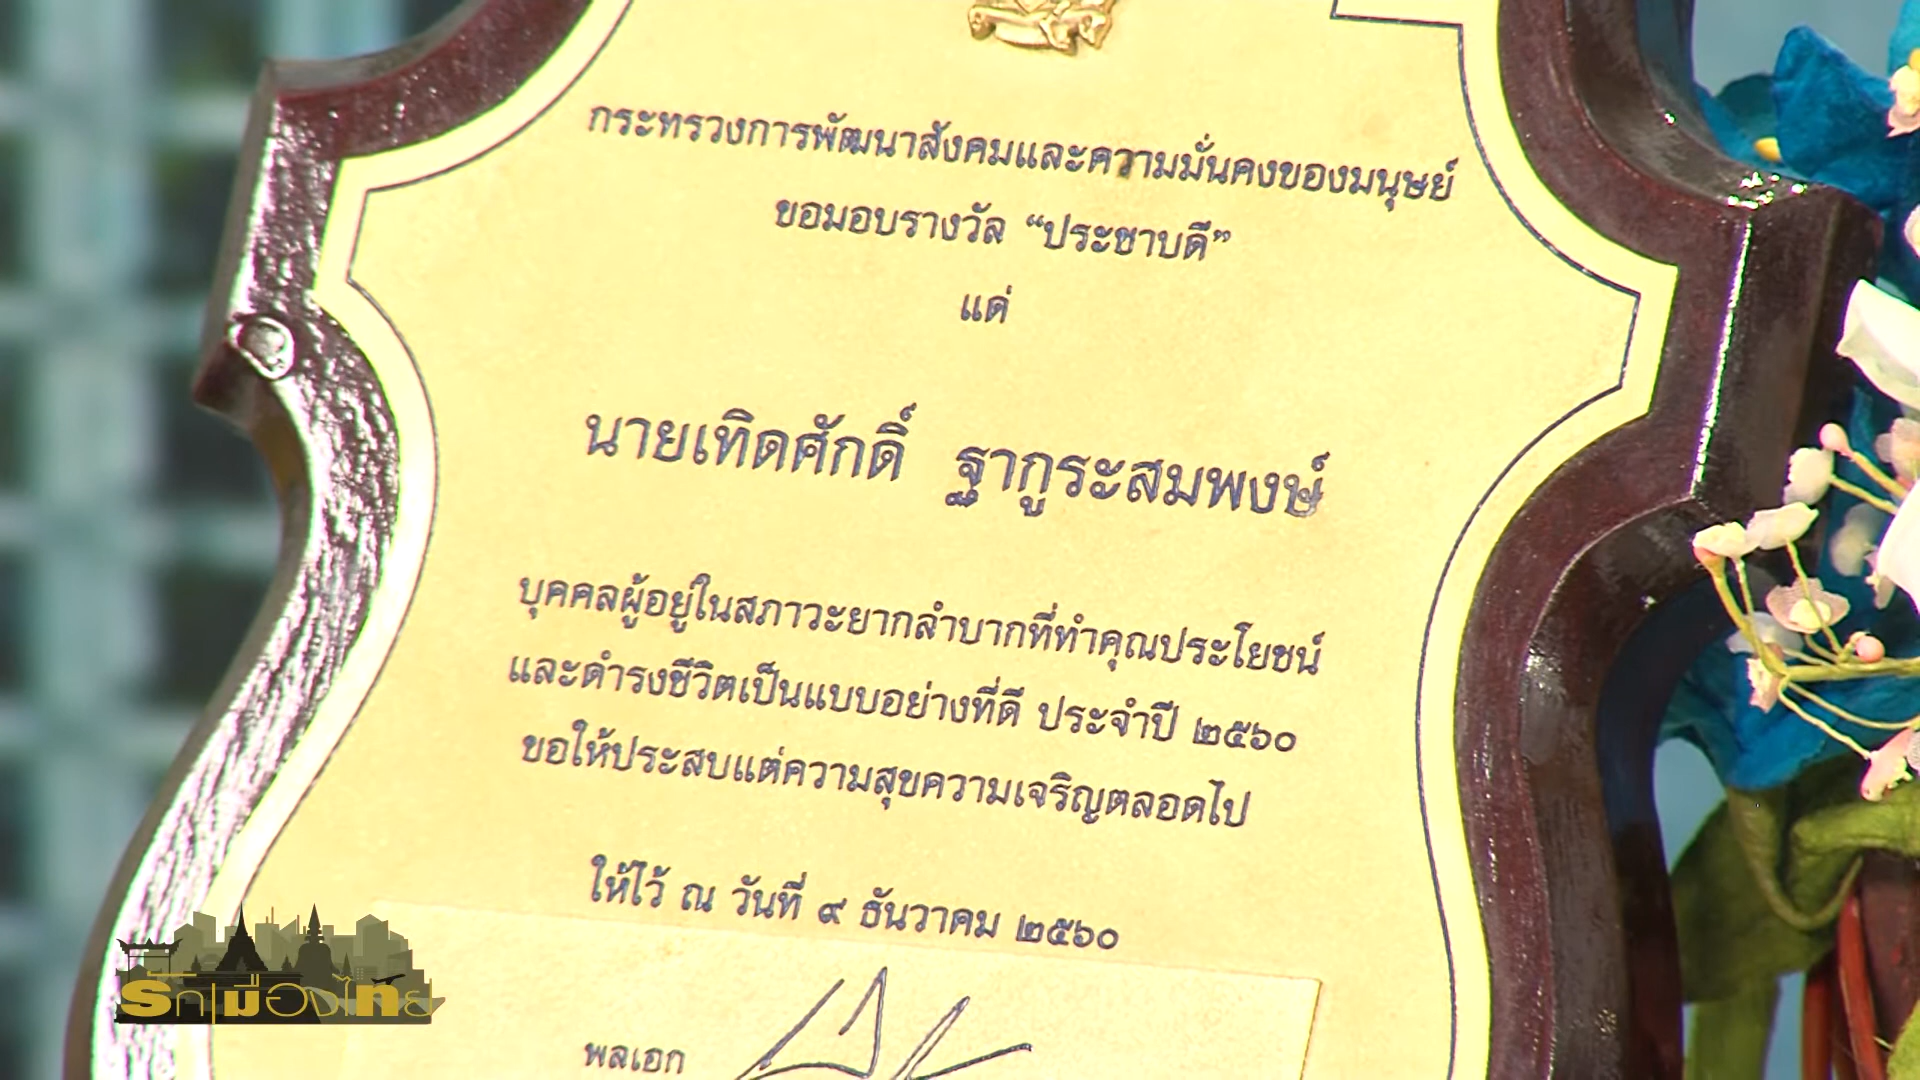 กระทรวงการพัฒนาสังคมและความมั่นคงของมนุษย์
ขอมอบรางวัล “ประชาบดี”
แด่
นายเทิดศักดิ์ ฐากูระสมพงษ์
บุคคลผู้อยู่ในสภาวะยากลำบากที่ทำคุณประโยชน์
และดำรงชีวิตเป็นแบบอย่างที่ดี ประจำปี ๒๕๖๐
ขอให้ประสบแต่ความสุขความเจริญตลอดไป
ให้ไว้ ณ วันที่ ๙ ธันวาคม ๒๕๖๐
พลเอก
รักเมืองไทย